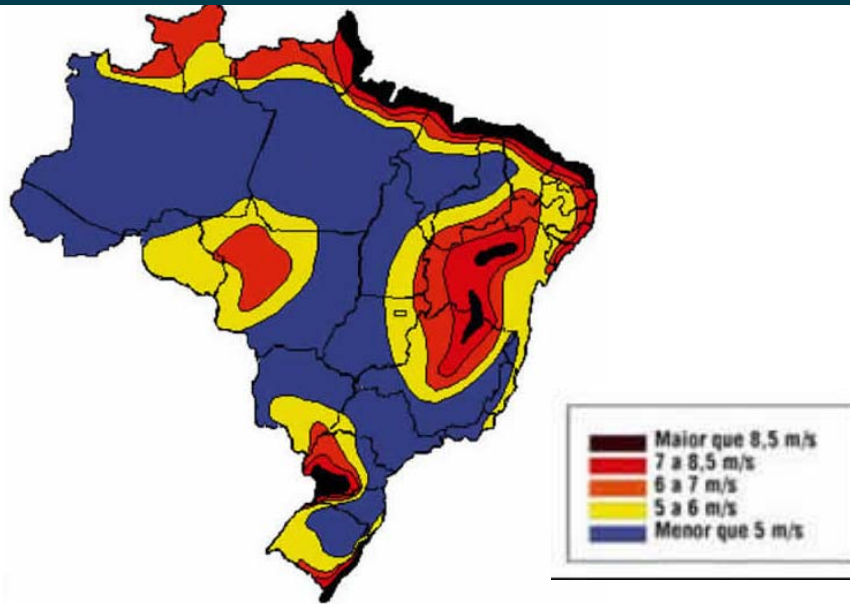 Maior que 8,5 m/s
7 a 8,5 m/s
6 a 7 m/s
5 a 6 m/s
Menor que 5 m/s